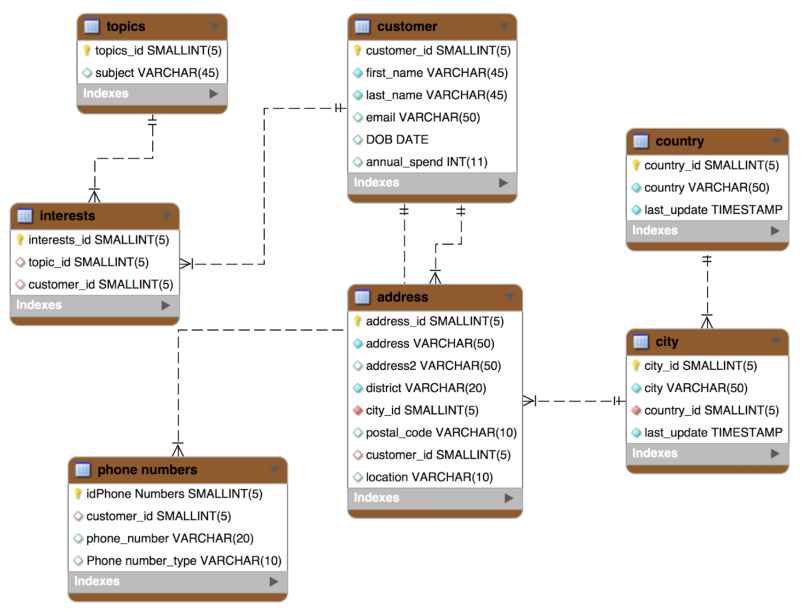 topics
topics_id SMALLINT(5)
subject VARCHAR(45)
Indexes
customer
customer_id SMALLINT(5)
first_name VARCHAR(45)
last_name VARCHAR(45)
email VARCHAR(50)
DOB DATE
annual_spend INT(11)
Indexes
country
country_id SMALLINT(5)
country VARCHAR(50)
last_update TIMESTAMP
Indexes
interests
interests_id SMALLINT(5)
topic_id SMALLINT(5)
customer_id SMALLINT(5)
Indexes
address
address_id SMALLINT(5)
address VARCHAR(50)
address2 VARCHAR(50)
district VARCHAR(20)
city_id SMALLINT(5)
postal_code VARCHAR(10)
customer_id SMALLINT(5)
location VARCHAR(10)
Indexes
city
city_id SMALLINT(5)
city VARCHAR(50)
country_id SMALLINT(5)
last_update TIMESTAMP
Indexes
phone numbers
idPhone Numbers SMALLINT(5)
customer_id SMALLINT(5)
phone_number VARCHAR(20)
Phone number_type VARCHAR(10)
Indexes